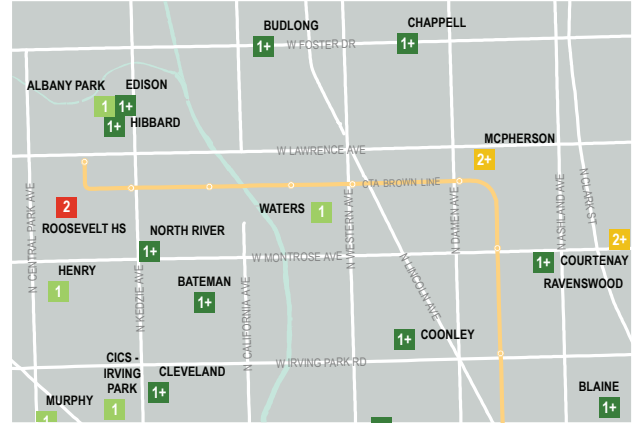 BUDLONG
1+
W FOSTER DR
CHAPPELL
1+
ALBANY PARK
1
EDISON
1+
HIBBARD
1+
W LAWRENCE AVE
MCPHERSON
2+
CTA BROWN LINE
2
ROOSEVELT HS
WATERS
1
NORTH RIVER
1+
W MONTROSE AVE
HENRY
1
BATEMAN
1+
2+
1+
COURTENAY
RAVENSWOOD
N CENTRAL PARK AVE
N KEDZIE AVE
N CALIFORNIA AVE
N WESTERN AVE
N LINCOLN AVE
N DAMEN AVE
N ASHLAND AVE
N CLARK ST
COONLEY
1+
W IRVING PARK RD
CICS -
IRVING
PARK
1
CLEVELAND
1+
MURPHY
1
BLAINE
1+